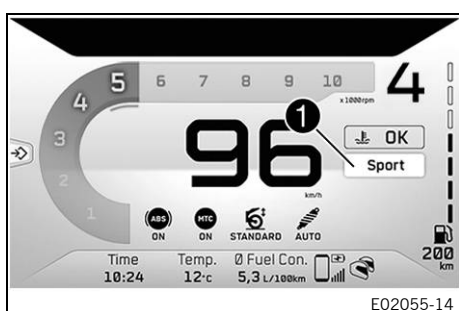 5 6 7 8 9 10
4
x1000rpm
4
3
2
1
1
96
km/h
OK
Sport
ABS
ON
MTC
ON
STANDARD
AUTO
200
km
Time
10:24
Temp.
12°C
Ø Fuel Con.
5,3 L/100km
E02055-14